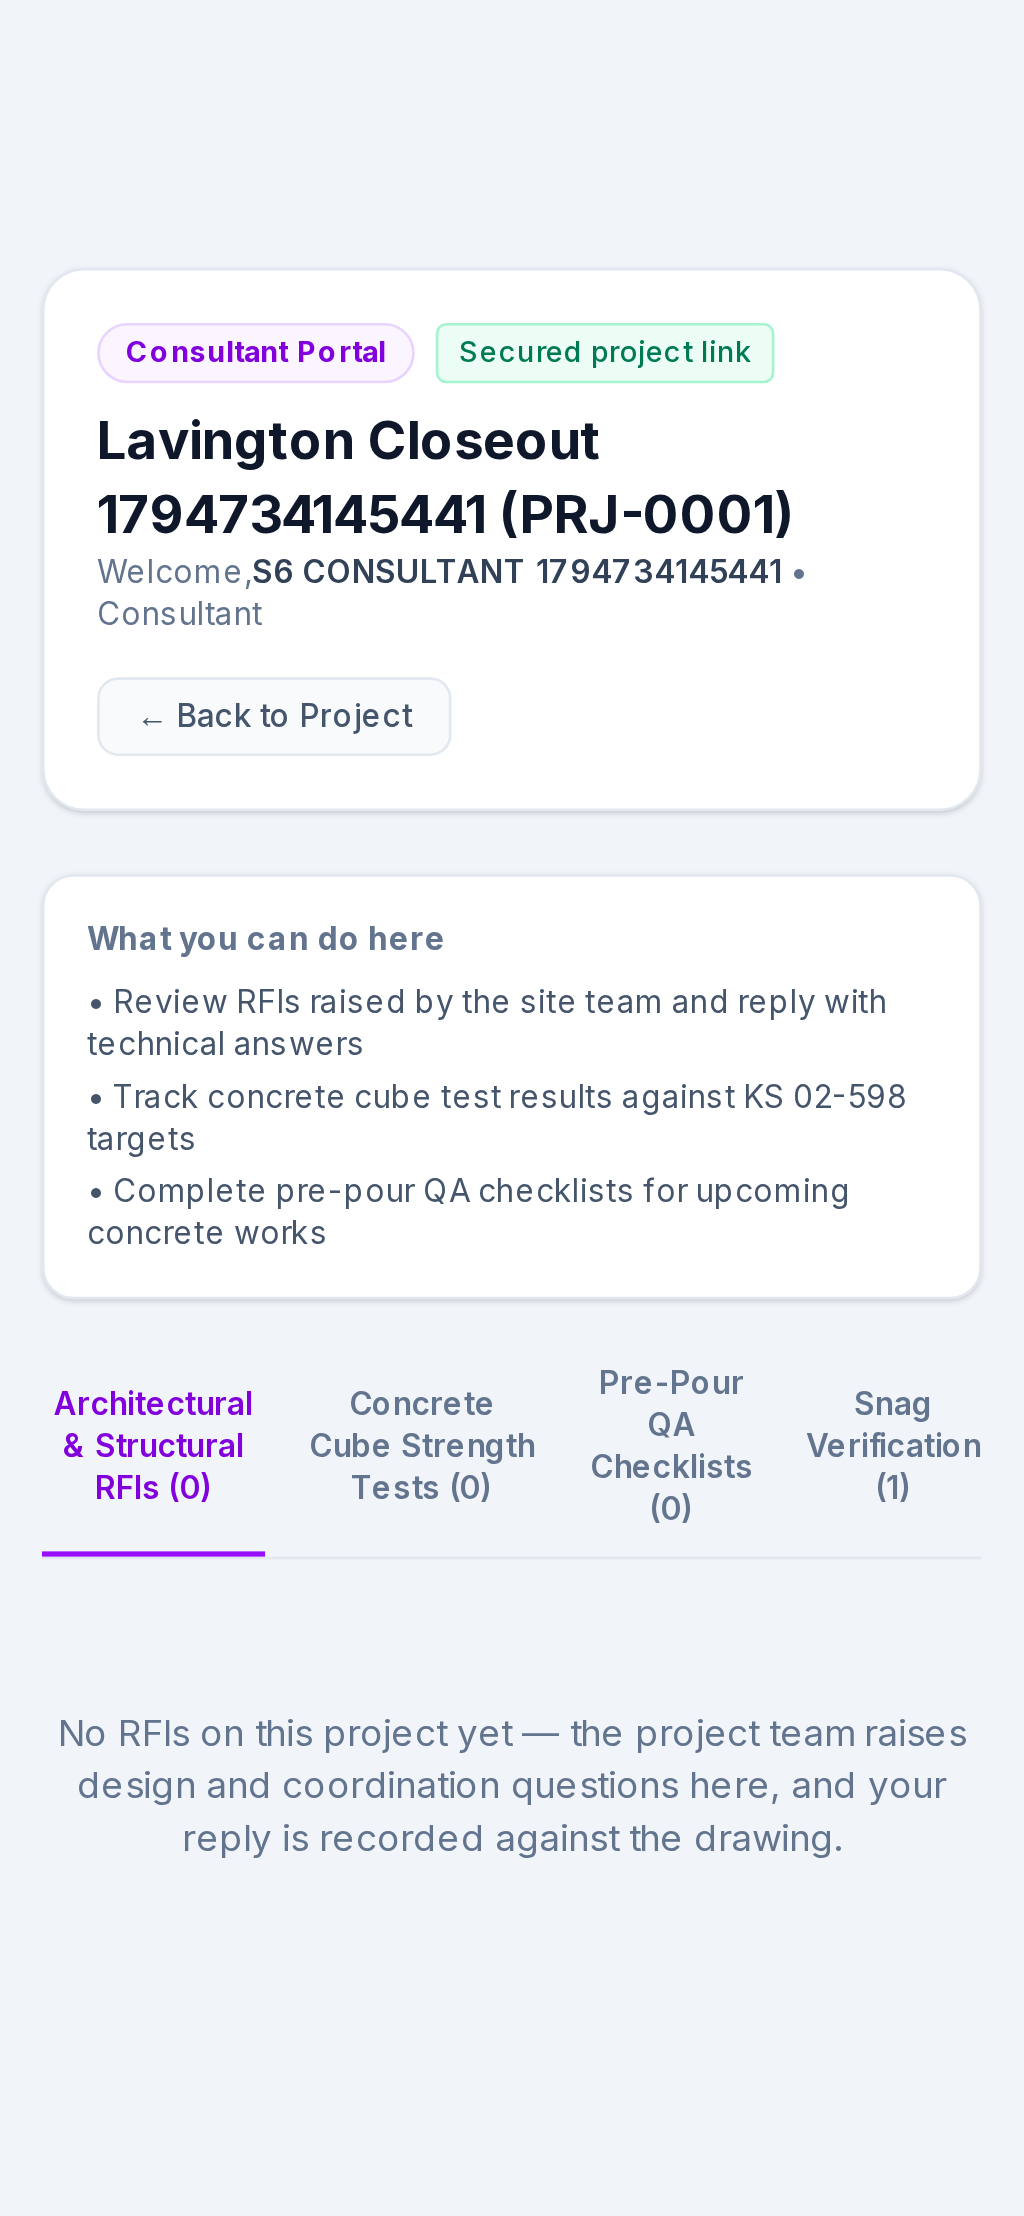 Consultant Portal
Secured project link
Lavington Closeout
1794734145441 (PRJ-0001)
Welcome,S6 CONSULTANT 1794734145441 •
Consultant
← Back to Project
What you can do here
• Review RFIs raised by the site team and reply with
technical answers
• Track concrete cube test results against KS 02-598
targets
• Complete pre-pour QA checklists for upcoming
concrete works
Architectural
& Structural
RFIs (0)
Concrete
Cube Strength
Tests (0)
Pre-Pour
QA
Checklists
(0)
Snag
Verification
(1)
No RFIs on this project yet — the project team raises
design and coordination questions here, and your
reply is recorded against the drawing.